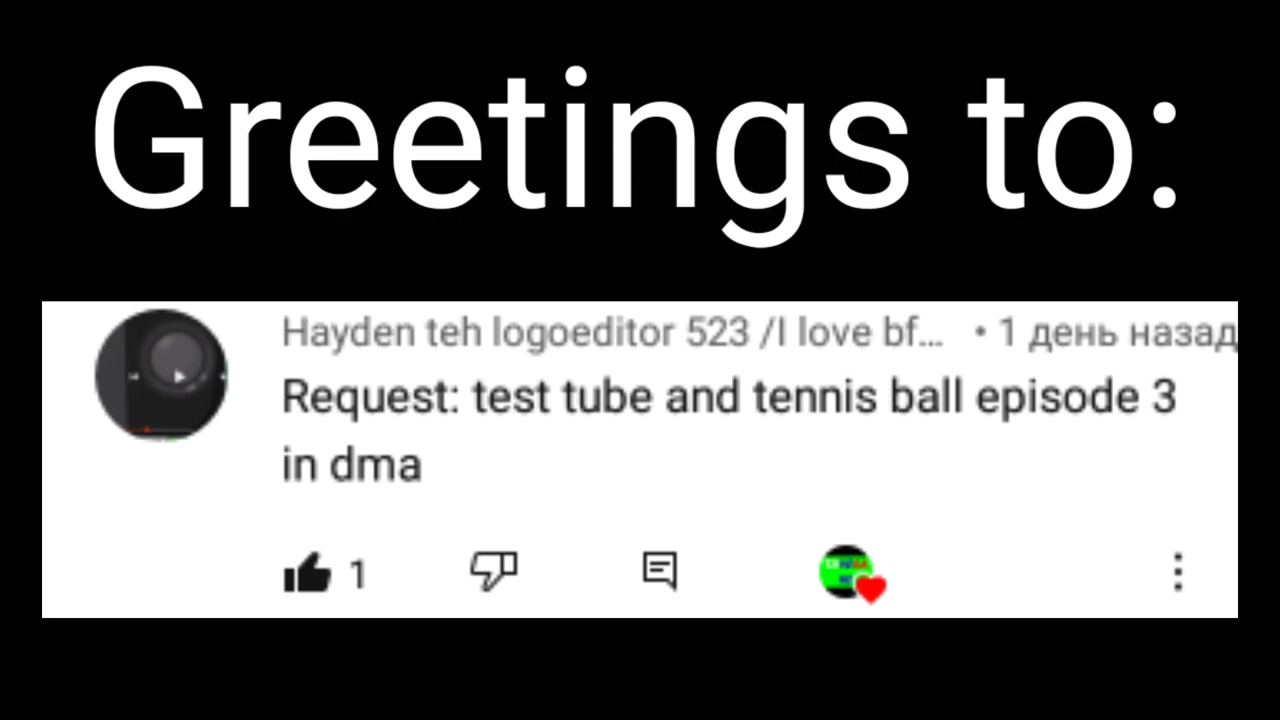 Greetings to:
Hayden teh logoeditor 523 /I love bf... • 1 день назад
Request: test tube and tennis ball episode 3
in dma
1